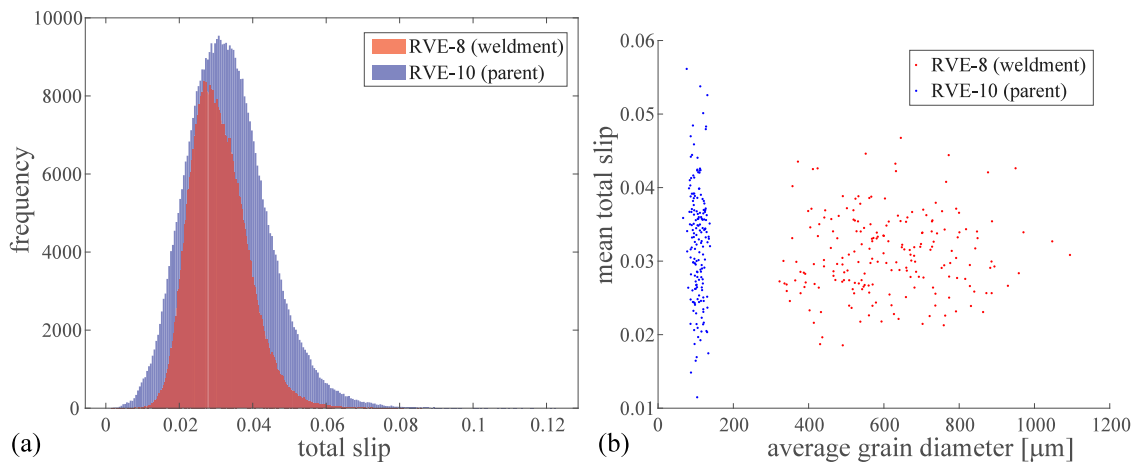 10000
8000
6000
4000
2000
0
frequency
RVE-8 (weldment)
RVE-10 (parent)
0
0.02
0.04
0.06
0.08
0.1
0.12
total slip
(a)
0.06
0.05
0.04
0.03
0.02
0.01
mean total slip
RVE-8 (weldment)
RVE-10 (parent)
0
200
400
600
800
1000
1200
average grain diameter [μm]
(b)